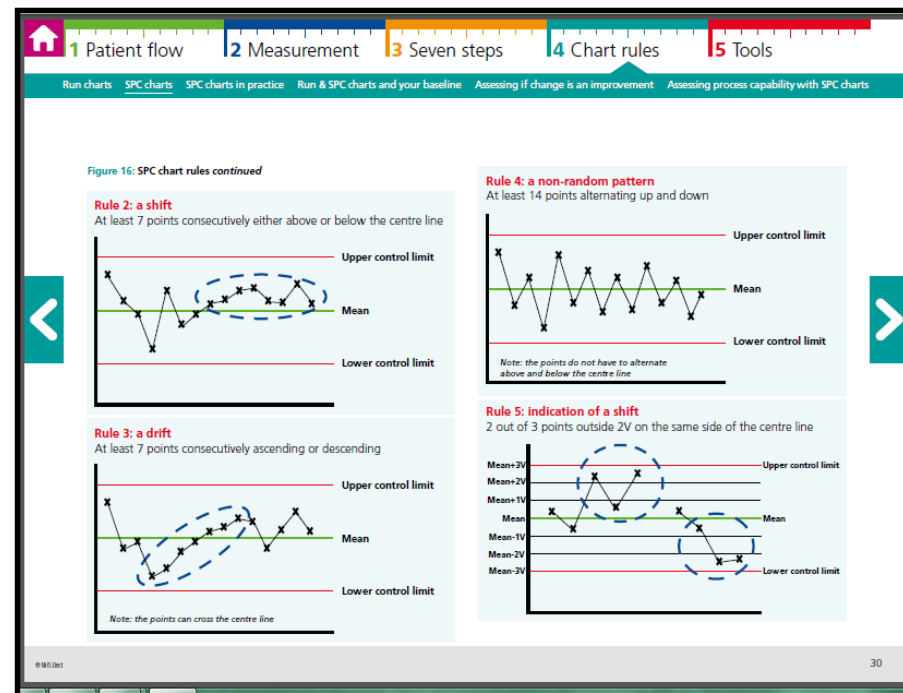 1 Patient flow
2 Measurement
3 Seven steps
4 Chart rules
5 Tools
Run charts
SPC charts
SPC charts in practice
Run & SPC charts and your baseline
Assessing if change is an improvement
Assessing process capability with SPC charts
Figure 16: SPC chart rules continued
Rule 2: a shift
At least 7 points consecutively either above or below the centre line
Upper control limit
Mean
Lower control limit
Rule 3: a drift
At least 7 points consecutively ascending or descending
Upper control limit
Mean
Lower control limit
Note: the points can cross the centre line
Rule 4: a non-random pattern
At least 14 points alternating up and down
Upper control limit
Mean
Lower control limit
Note: the points do not have to alternate
above and below the centre line
Rule 5: indication of a shift
2 out of 3 points outside 2V on the same side of the centre line
Mean+3V
Mean+2V
Mean+1V
Mean
Mean-1V
Mean-2V
Mean-3V
Upper control limit
Mean
Lower control limit
© NHS Elect
30